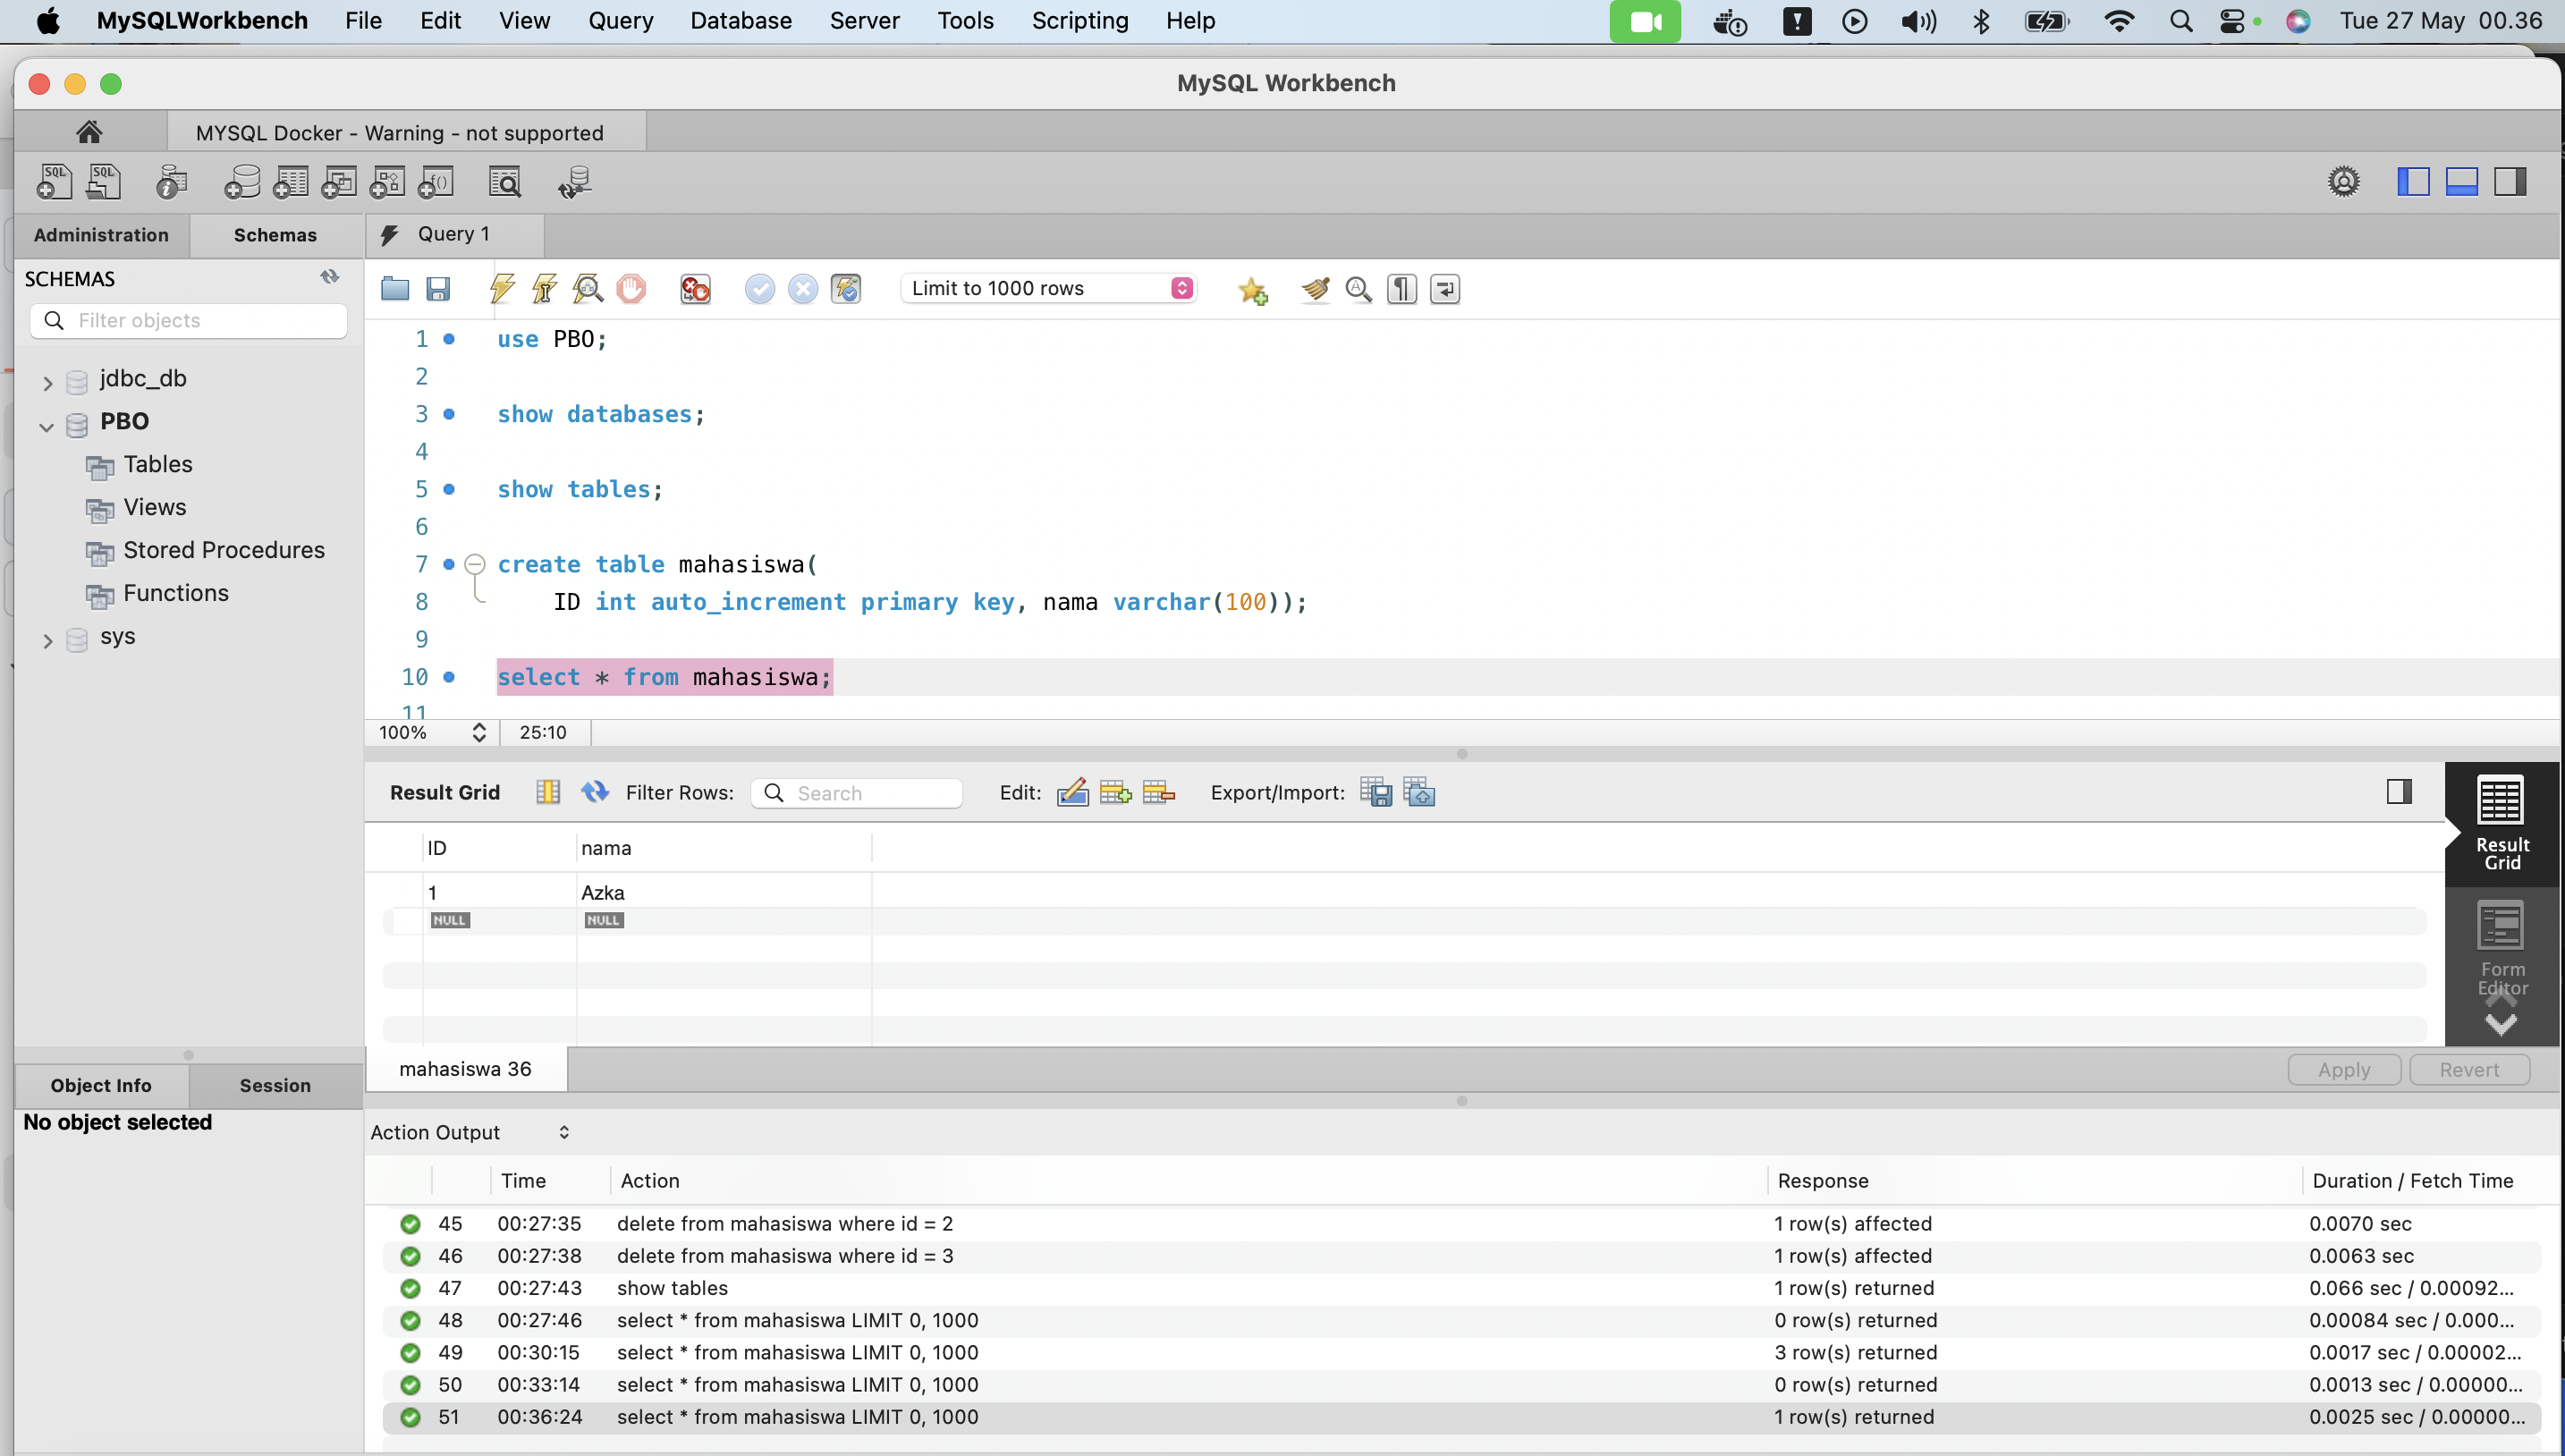 MySQLWorkbench File Edit View Query Database Server Tools Scripting Help Tue 27 May 00.36
MySQL Workbench
MYSQL Docker - Warning - not supported
Administration Schemas Query 1
SCHEMAS
Filter objects
Limit to 1000 rows
jdbc_db
PBO
Tables
Views
Stored Procedures
Functions
sys
1 use PBO;
2
3 show databases;
4
5 show tables;
6
7 create table mahasiswa(
8 ID int auto_increment primary key, nama varchar(100));
9
10 select * from mahasiswa;
11
100% 25:10
Result Grid Filter Rows: Search Edit: Export/Import:
ID nama
1 Azka
NULL NULL
Result Grid
Form Editor
mahasiswa 36 Apply Revert
Object Info Session
No object selected
Action Output
Time Action Response Duration / Fetch Time
45 00:27:35 delete from mahasiswa where id = 2 1 row(s) affected 0.0070 sec
46 00:27:38 delete from mahasiswa where id = 3 1 row(s) affected 0.0063 sec
47 00:27:43 show tables 1 row(s) returned 0.066 sec / 0.00092...
48 00:27:46 select * from mahasiswa LIMIT 0, 1000 0 row(s) returned 0.00084 sec / 0.000...
49 00:30:15 select * from mahasiswa LIMIT 0, 1000 3 row(s) returned 0.0017 sec / 0.00002...
50 00:33:14 select * from mahasiswa LIMIT 0, 1000 0 row(s) returned 0.0013 sec / 0.00000...
51 00:36:24 select * from mahasiswa LIMIT 0, 1000 1 row(s) returned 0.0025 sec / 0.00000...